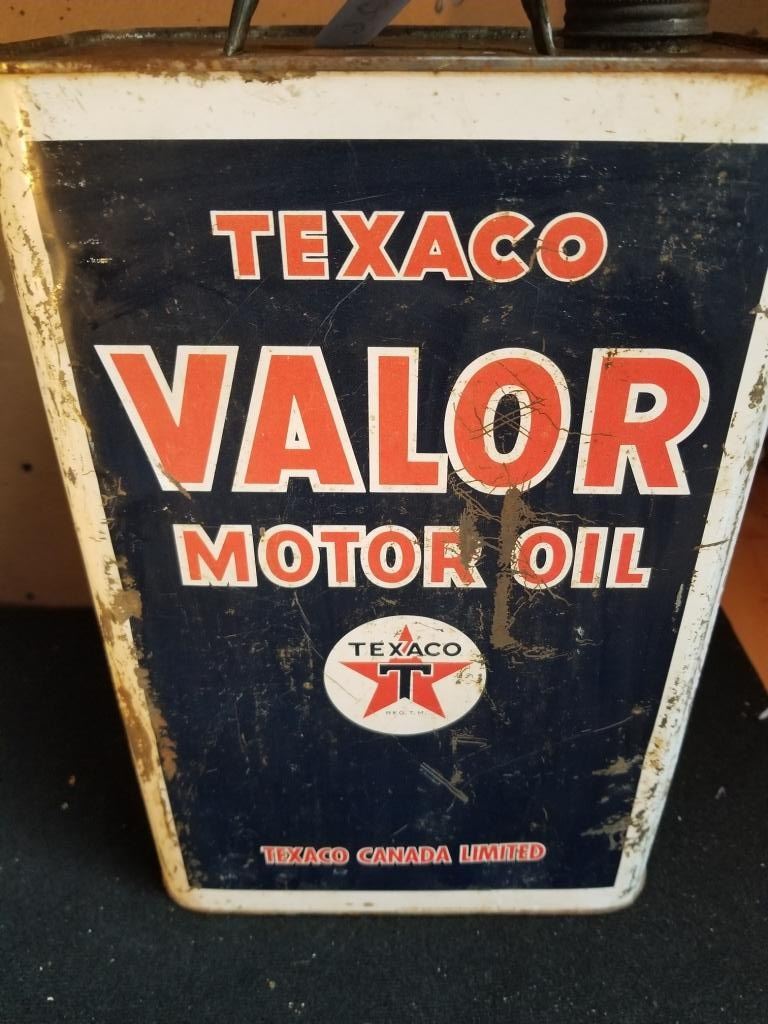 TEXACO
VALOR
MOTOR OIL
TEXACO
T
REG. T.M.
TEXACO CANADA LIMITED